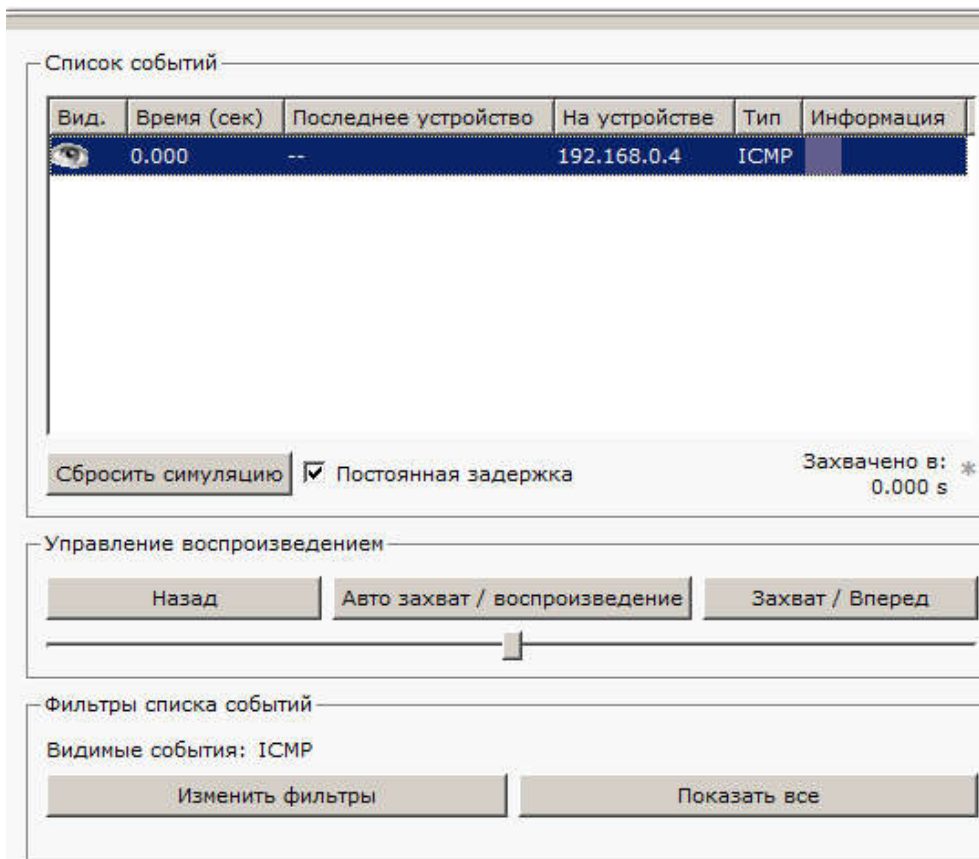 Список событий
Вид. Время (сек) Последнее устройство На устройстве Тип Информация
0.000 -- 192.168.0.4 ICMP
Сбросить симуляцию Постоянная задержка Захвачено в: *
0.000 s
Управление воспроизведением
Назад Авто захват / воспроизведение Захват / Вперед
Фильтры списка событий
Видимые события: ICMP
Изменить фильтры Показать все